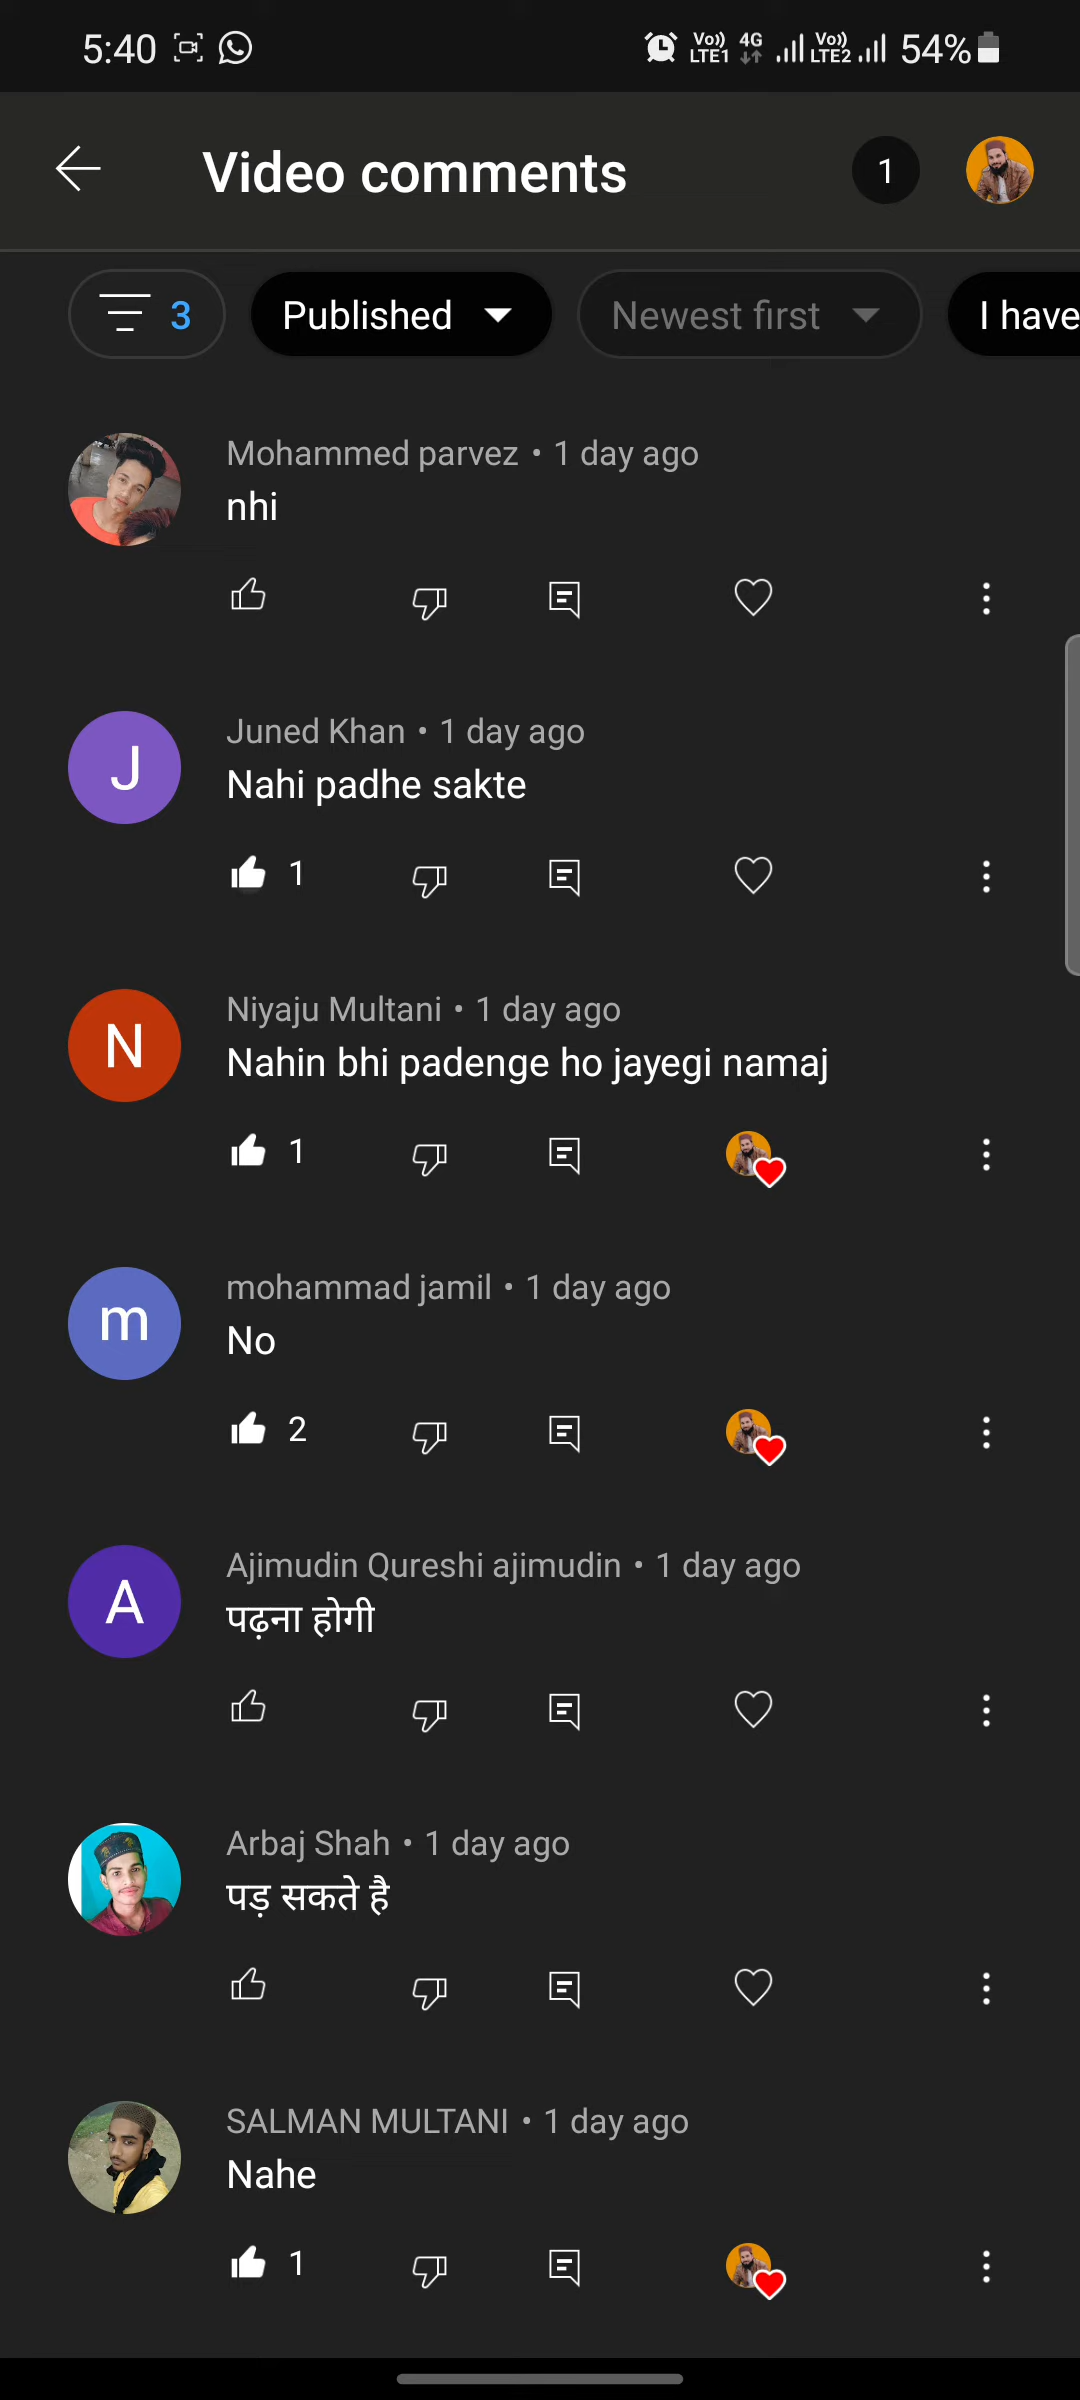 5:40 Vo)) LTE1 4G Vo)) LTE2 54%
Video comments 1
3 Published Newest first I have
Mohammed parvez • 1 day ago
nhi
J
Juned Khan • 1 day ago
Nahi padhe sakte
1
N
Niyaju Multani • 1 day ago
Nahin bhi padenge ho jayegi namaj
1
m
mohammad jamil • 1 day ago
No
2
A
Ajimudin Qureshi ajimudin • 1 day ago
पढ़ना होगी
Arbaj Shah • 1 day ago
पड़ सकते है
SALMAN MULTANI • 1 day ago
Nahe
1